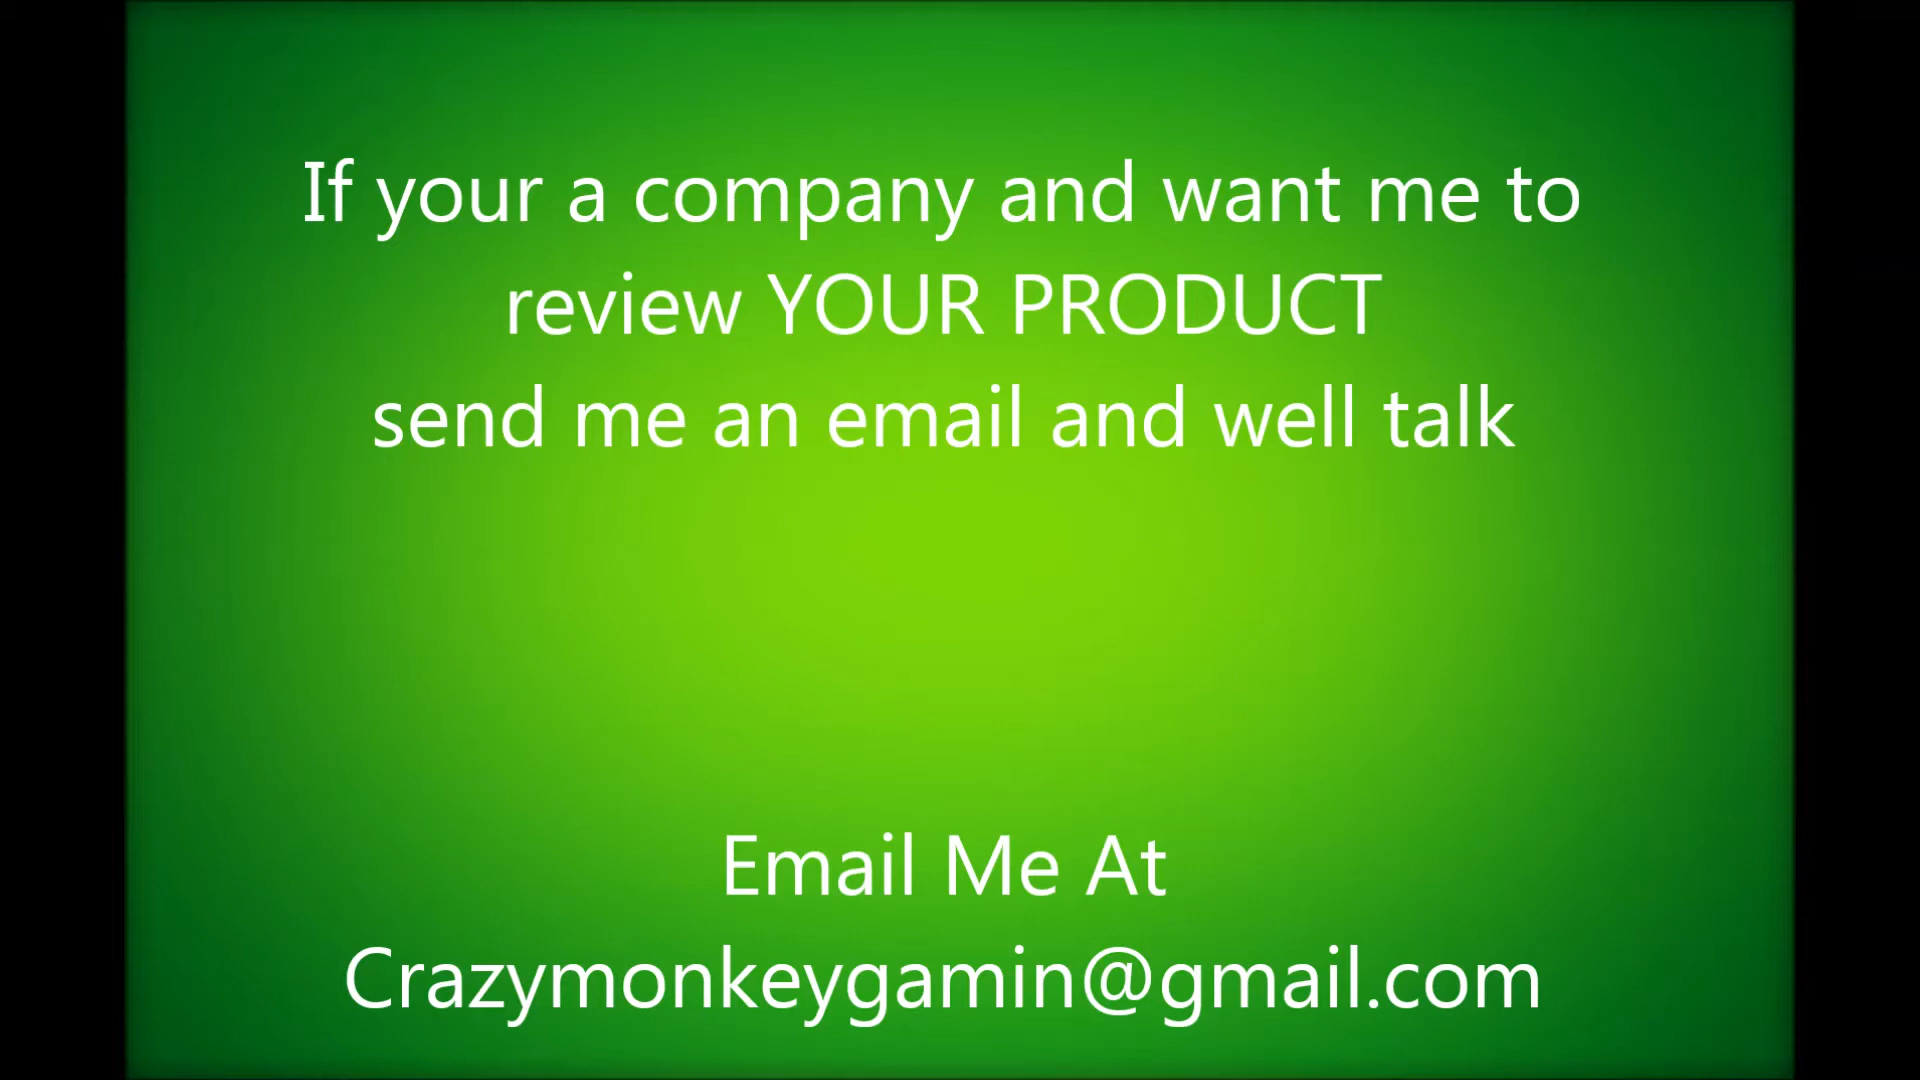 If your a company and want me to
review YOUR PRODUCT
send me an email and well talk
Email Me At
Crazymonkeygamin@gmail.com